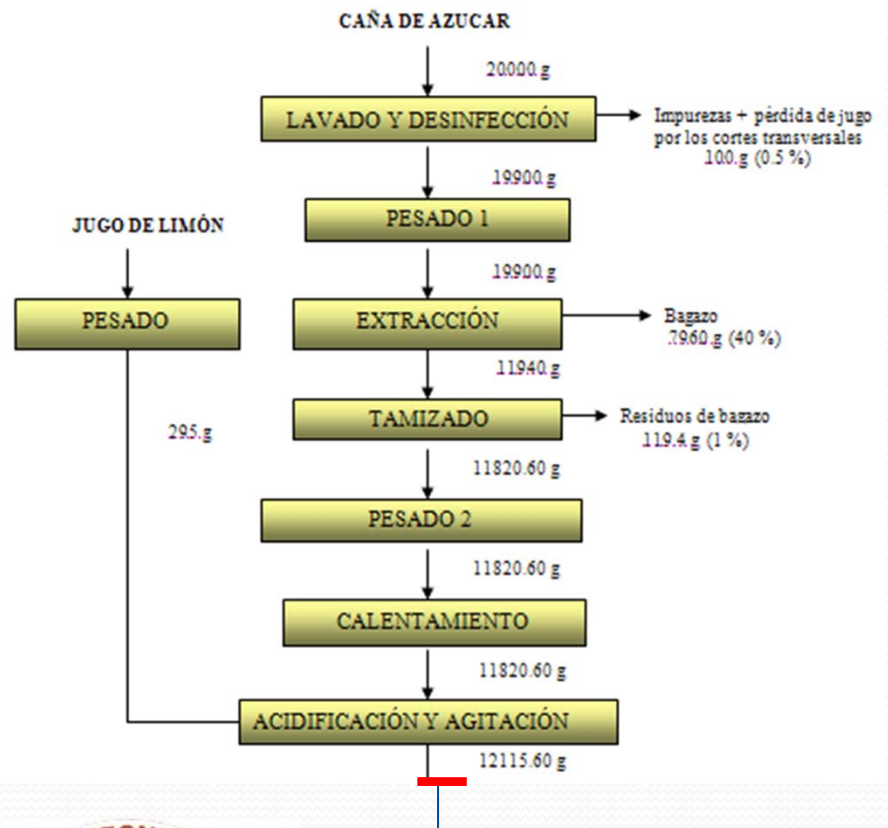 CAÑA DE AZUCAR
20000 g
LAVADO Y DESINFECCIÓN
Impurezas + pérdida de jugo
por los cortes transversales
100 g (0.5 %)
19900 g
PESADO 1
19900 g
JUGO DE LIMÓN
PESADO
295 g
EXTRACCIÓN
Bagazo
7960 g (40 %)
11940 g
TAMIZADO
Residuos de bagazo
119.4 g (1 %)
11820.60 g
PESADO 2
11820.60 g
CALENTAMIENTO
11820.60 g
ACIDIFICACIÓN Y AGITACIÓN
12115.60 g